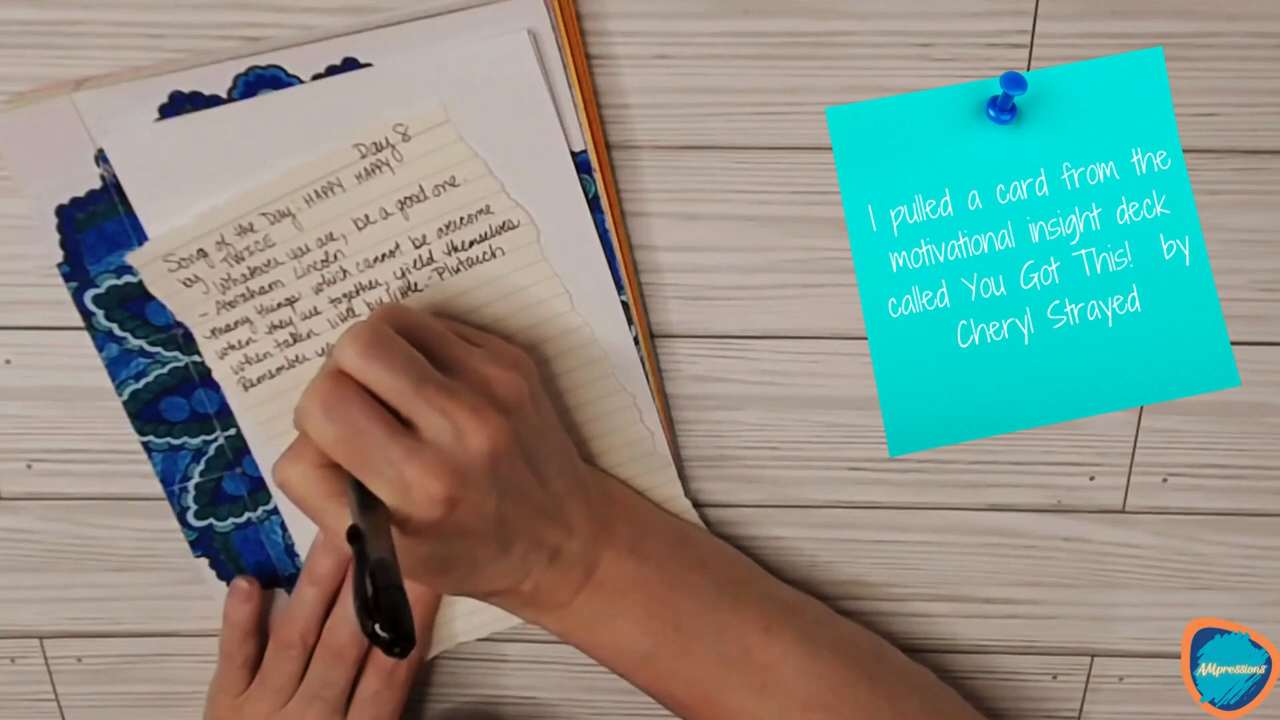 Day 8
Song of the Day: HAPPY HAPPY
by TWICE
Whatever you are, be a good one.
- Abraham Lincoln
Many things which cannot be overcome
when they are together, yield themselves
when taken little by little. - Plutarch
Remember
I pulled a card from the
motivational insight deck
called You Got This! by
Cheryl Strayed
AMpressions